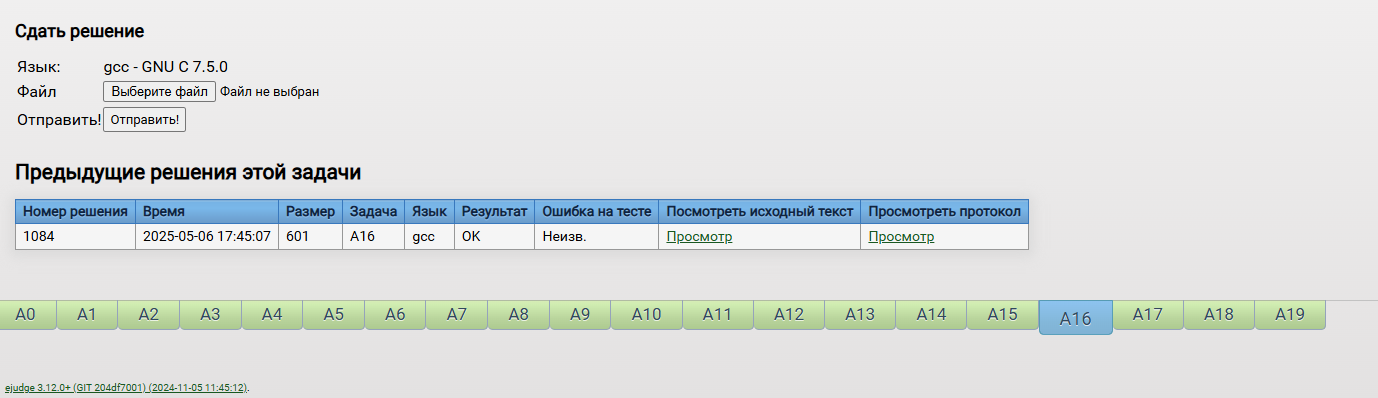 Сдать решение
Язык: gcc - GNU C 7.5.0
Файл Выберите файл Файл не выбран
Отправить! Отправить!
Предыдущие решения этой задачи
Номер решения Время Размер Задача Язык Результат Ошибка на тесте Посмотреть исходный текст Просмотреть протокол
1084 2025-05-06 17:45:07 601 A16 gcc OK Неизв. Просмотр Просмотр
A0 A1 A2 A3 A4 A5 A6 A7 A8 A9 A10 A11 A12 A13 A14 A15 A16 A17 A18 A19
ejudge 3.12.0+ (GIT 204df7001) (2024-11-05 11:45:12).